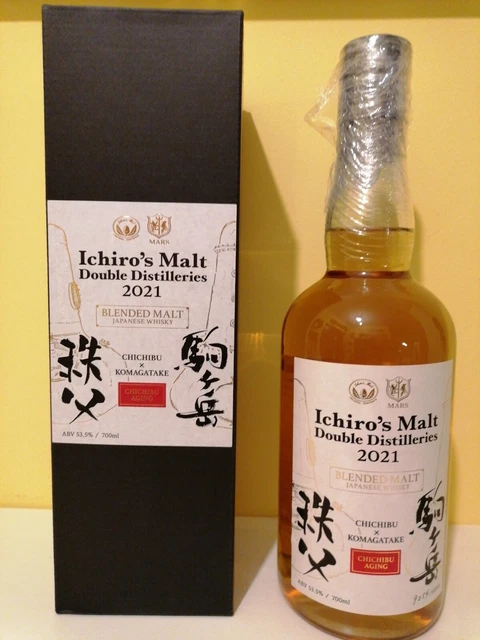 MARS
Ichiro's Malt
Double Distilleries
2021
BLENDED MALT
JAPANESE WHISKY
秩父
CHICHIBU
×
KOMAGATAKE
駒ヶ岳
CHICHIBU
AGING
ABV 53.5% / 700ml
MARS
Ichiro's Malt
Double Distilleries
2021
BLENDED MALT
JAPANESE WHISKY
秩父
CHICHIBU
×
KOMAGATAKE
駒ヶ岳
CHICHIBU
AGING
ABV 53.5% / 700ml